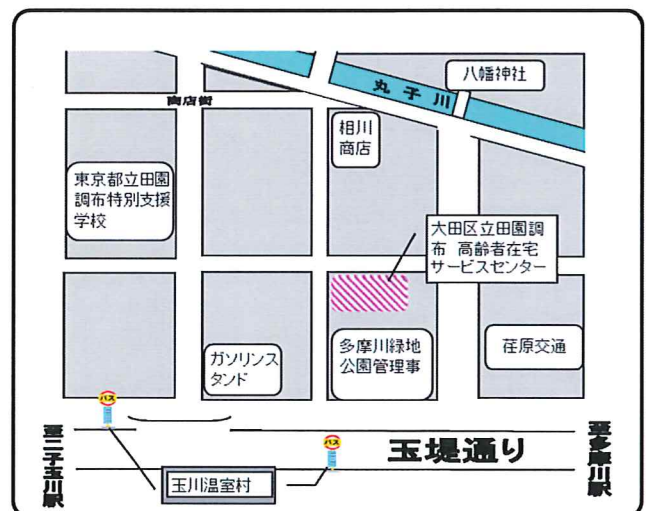 八幡神社
丸子川
商店街
相川
商店
東京都立田園
調布特別支援
学校
大田区立田園調
布 高齢者在宅
サービスセンター
ガソリンス
タンド
多摩川緑地
公園管理事
荏原交通
バス
バス
至二子玉川駅
玉堤通り
至多摩川駅
玉川温室村